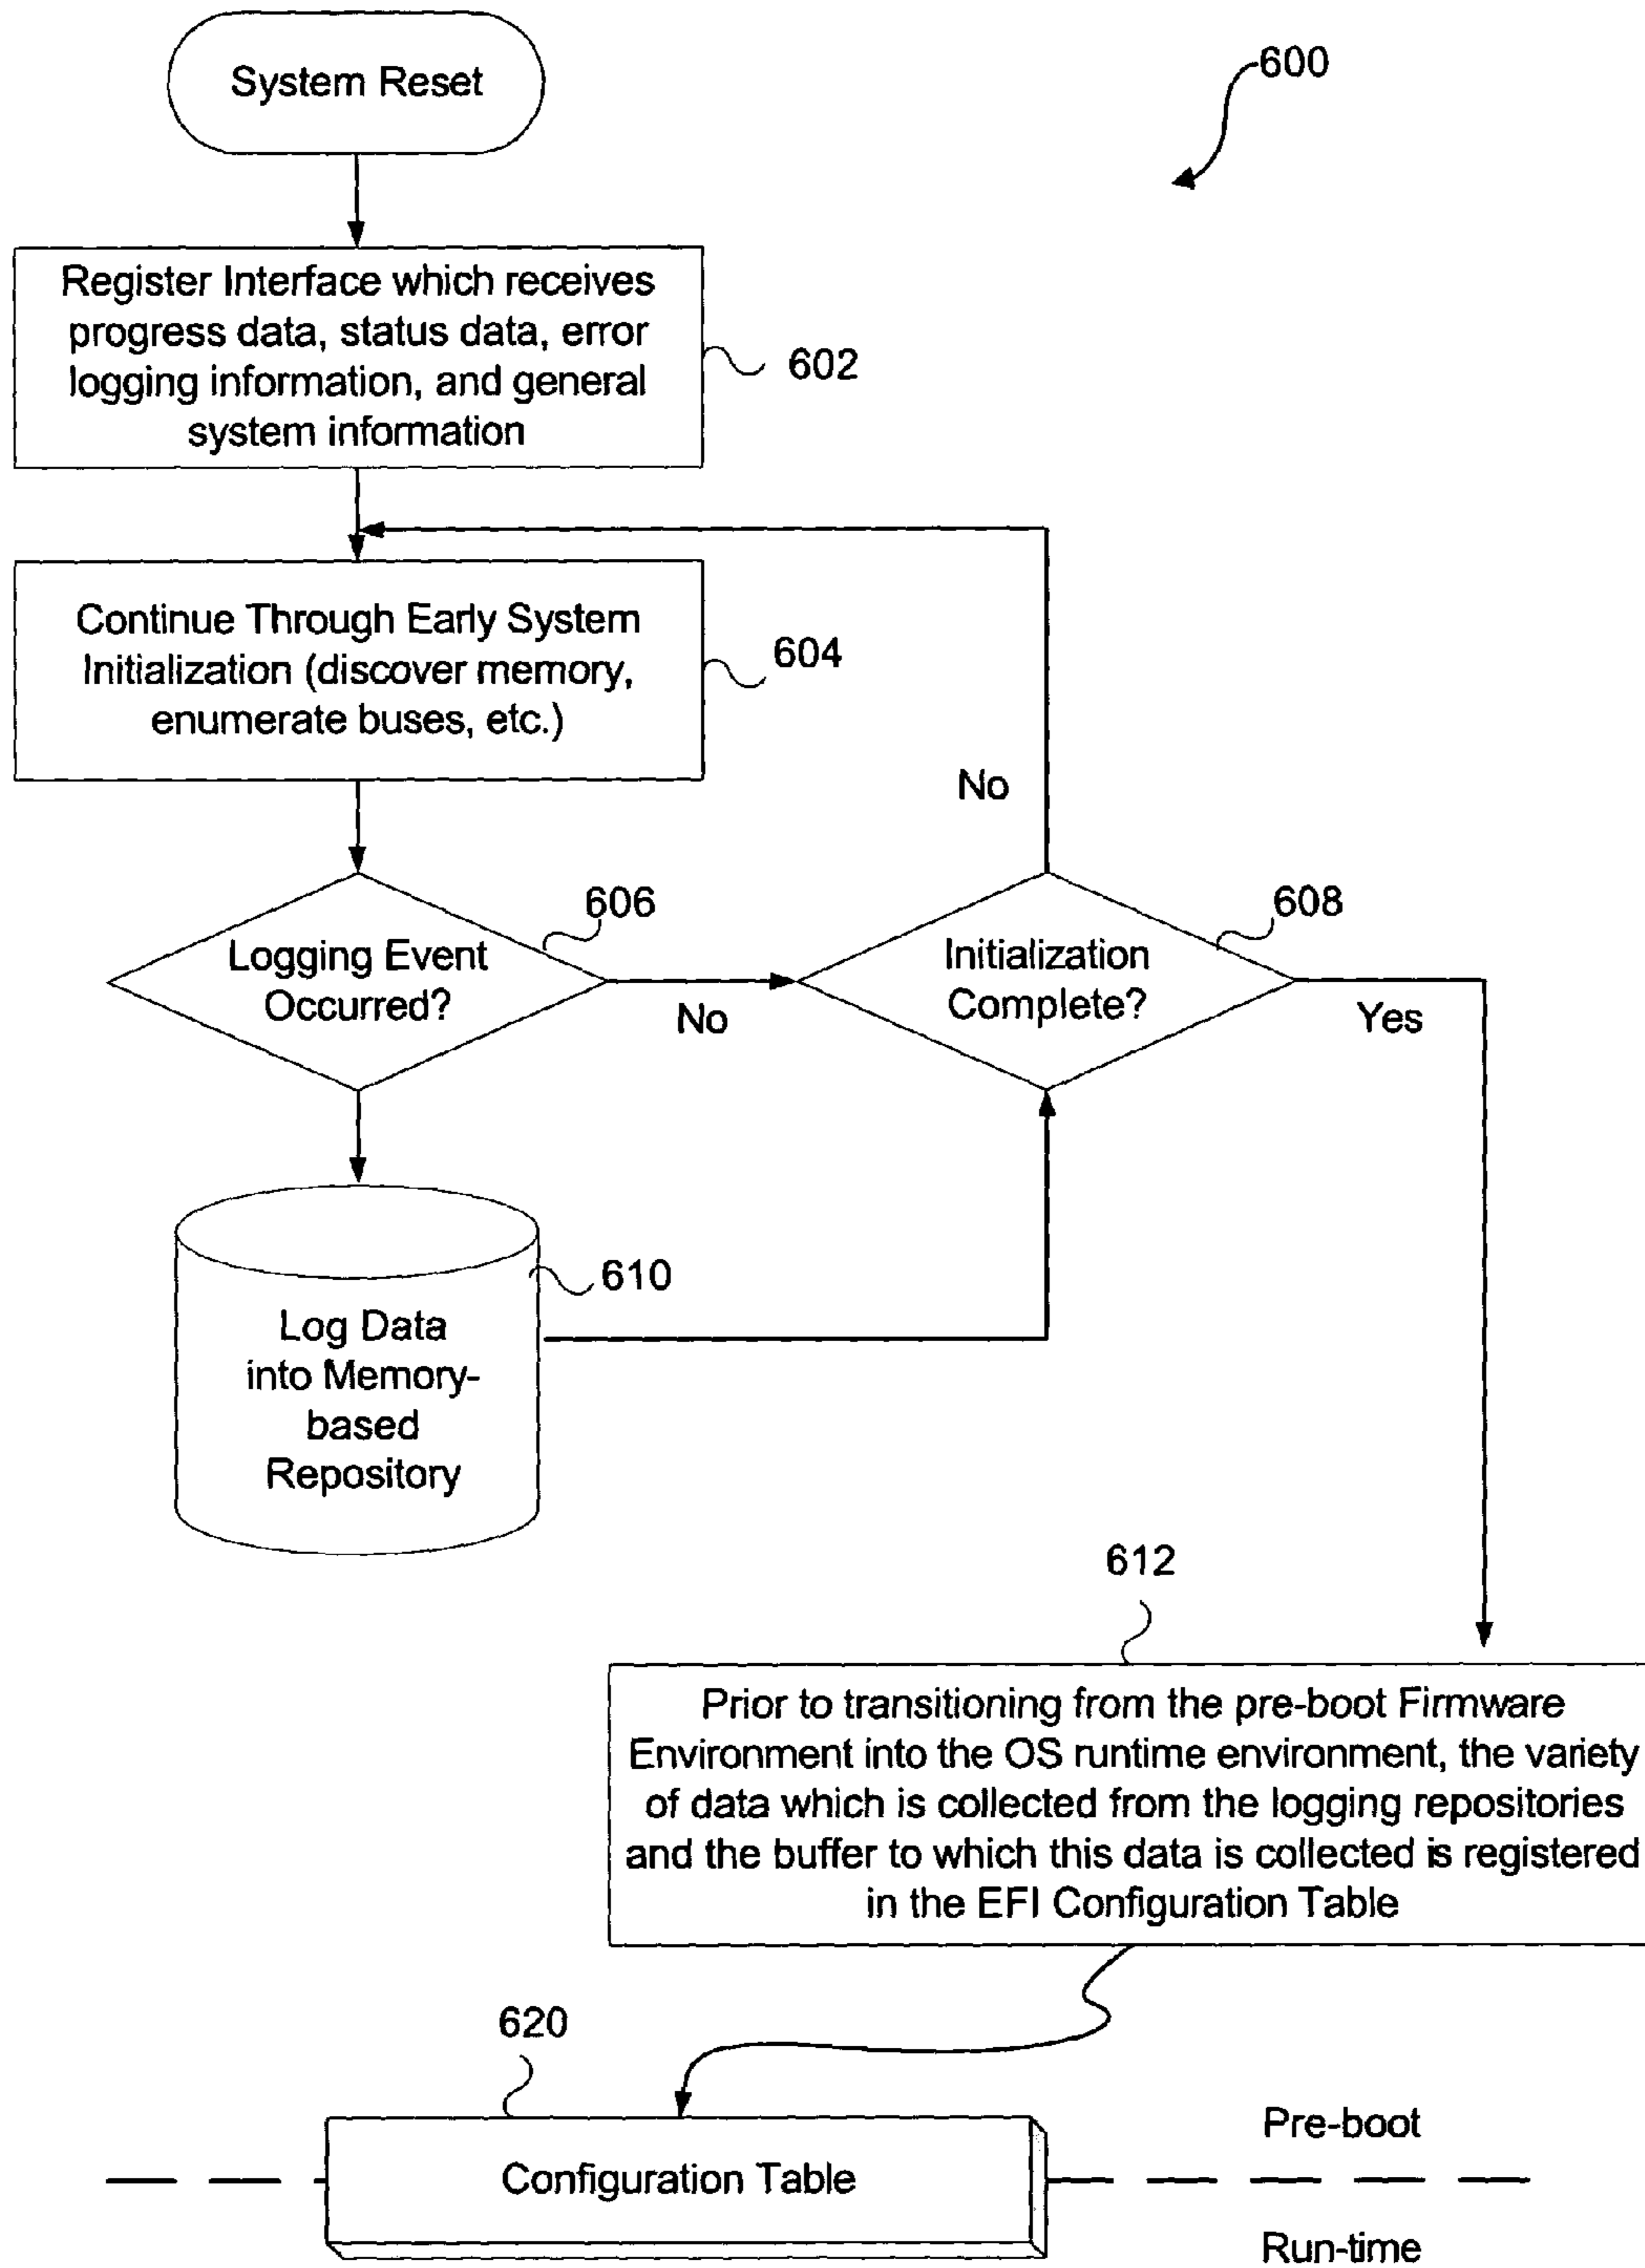 System Reset
600
Register Interface which receives
progress data, status data, error
logging information, and general
system information
602
Continue Through Early System
Initialization (discover memory,
enumerate buses, etc.)
604
No
606
608
Logging Event
Occurred?
No
Initialization
Complete?
Yes
610
Log Data
into Memory-
based
Repository
612
Prior to transitioning from the pre-boot Firmware
Environment into the OS runtime environment, the variety
of data which is collected from the logging repositories
and the buffer to which this data is collected is registered
in the EFI Configuration Table
620
Configuration Table
Pre-boot
Run-time